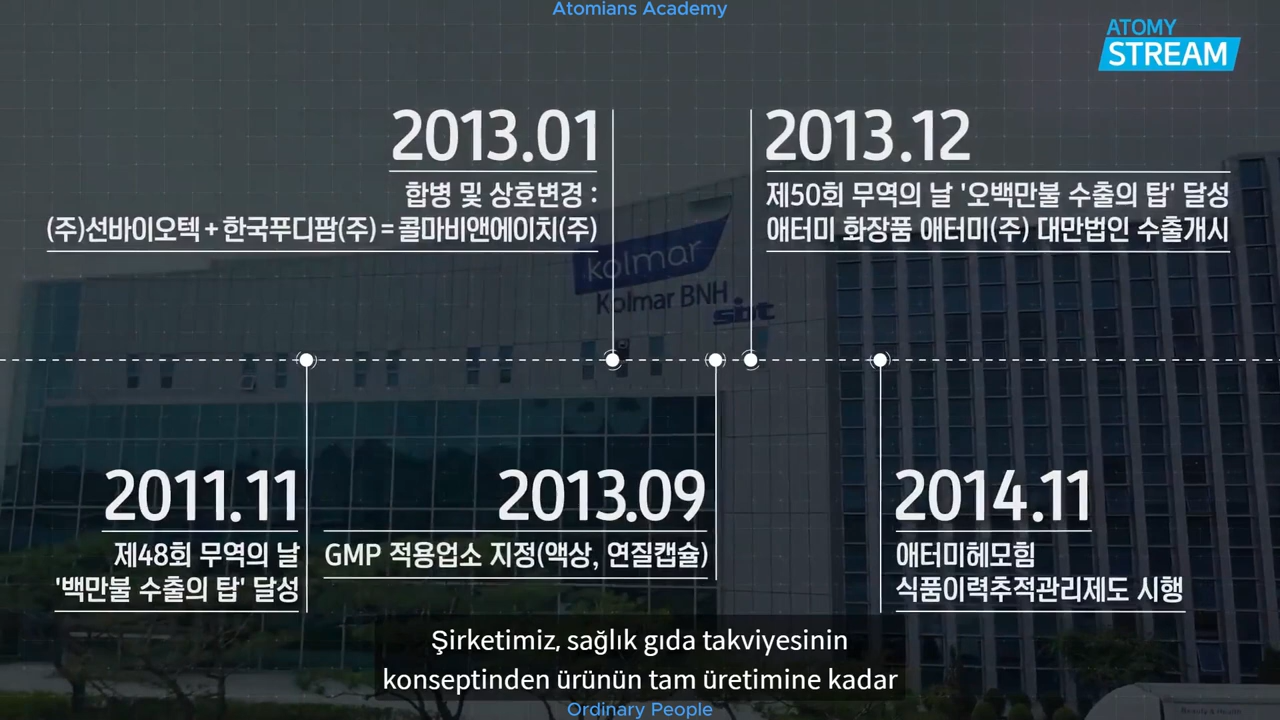 Atomians Academy
ATOMY
STREAM
2013.01
합병 및 상호변경 :
(주)선바이오텍 + 한국푸디팜(주) = 콜마비앤에이치(주)
2013.12
제50회 무역의 날 '오백만불 수출의 탑' 달성
애터미 화장품 애터미(주) 대만법인 수출개시
kolmar
Kolmar BNH
2011.11
제48회 무역의 날
'백만불 수출의 탑' 달성
2013.09
GMP 적용업소 지정(액상, 연질캡슐)
2014.11
애터미헤모힘
식품이력추적관리제도 시행
Şirketimiz, sağlık gıda takviyesinin
konseptinden ürünün tam üretimine kadar
Ordinary People